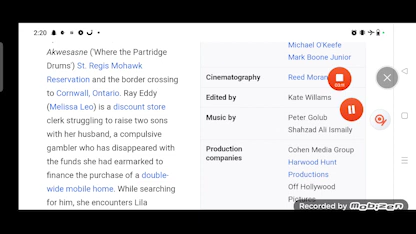 2:20
Akwesasne ('Where the Partridge
Drums') St. Regis Mohawk
Reservation and the border crossing
to Cornwall, Ontario. Ray Eddy
(Melissa Leo) is a discount store
clerk struggling to raise two sons
with her husband, a compulsive
gambler who has disappeared with
the funds she had earmarked to
finance the purchase of a double-
wide mobile home. While searching
for him, she encounters Lila
Michael O'Keefe
Mark Boone Junior
Cinematography Reed Moran
Edited by Kate Willams
Music by Peter Golub
Shahzad Ali Ismaily
Production
companies
Cohen Media Group
Harwood Hunt
Productions
Off Hollywood
Pictures
Recorded by MOBIZEN